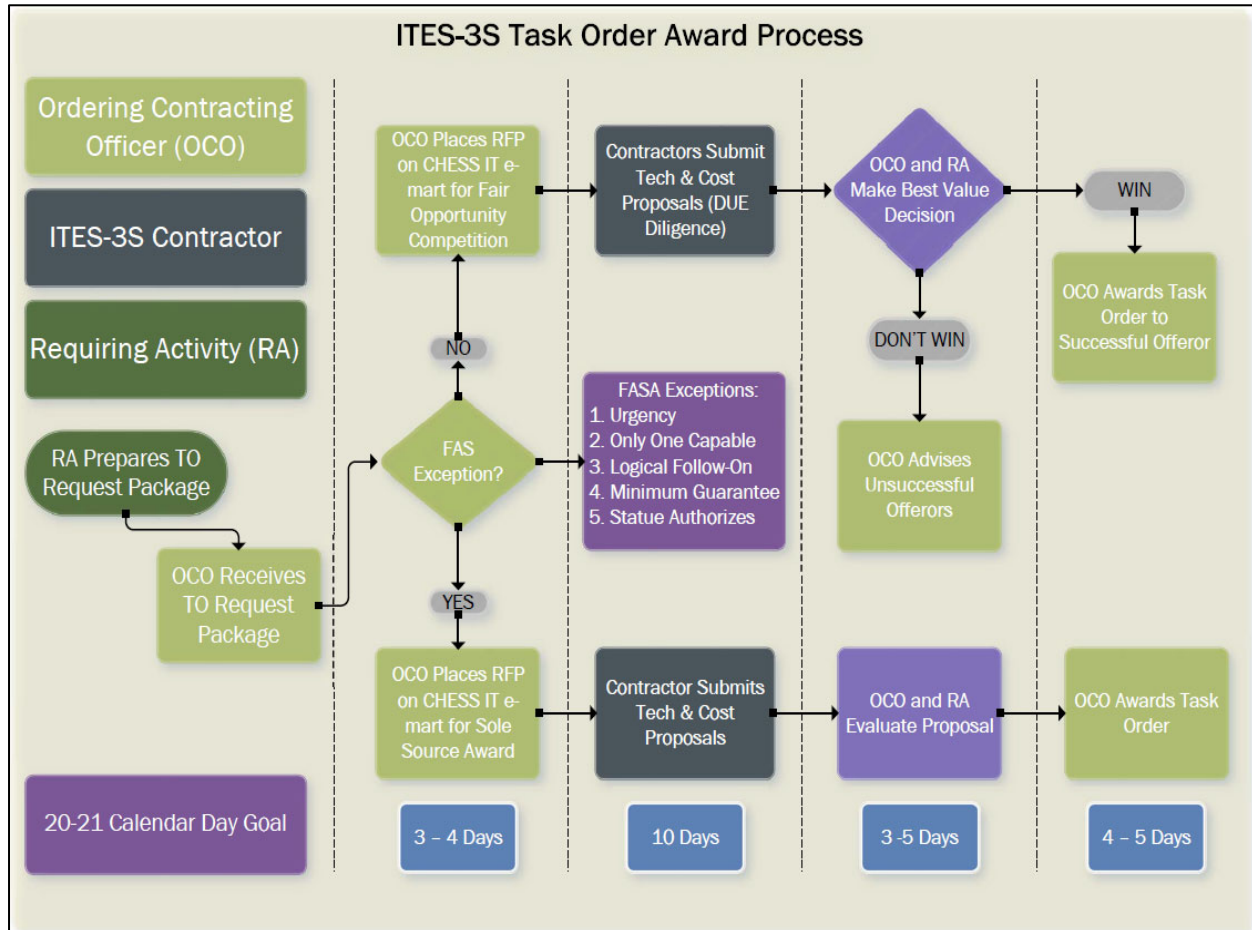 ITES-3S Task Order Award Process
Ordering Contracting
Officer (OCO)
ITES-3S Contractor
Requiring Activity (RA)
RA Prepares TO
Request Package
OCO Receives
TO Request
Package
20-21 Calendar Day Goal
OCO Places RFP
on CHESS IT e-
mart for Fair
Opportunity
Competition
NO
FAS
Exception?
YES
OCO Places RFP
on CHESS IT e-
mart for Sole
Source Award
3 – 4 Days
Contractors Submit
Tech & Cost
Proposals (DUE
Diligence)
FASA Exceptions:
1. Urgency
2. Only One Capable
3. Logical Follow-On
4. Minimum Guarantee
5. Statue Authorizes
Contractor Submits
Tech & Cost
Proposals
10 Days
OCO and RA
Make Best Value
Decision
DON'T WIN
OCO Advises
Unsuccessful
Offerors
OCO and RA
Evaluate Proposal
3 -5 Days
WIN
OCO Awards Task
Order to
Successful Offeror
OCO Awards Task
Order
4 – 5 Days